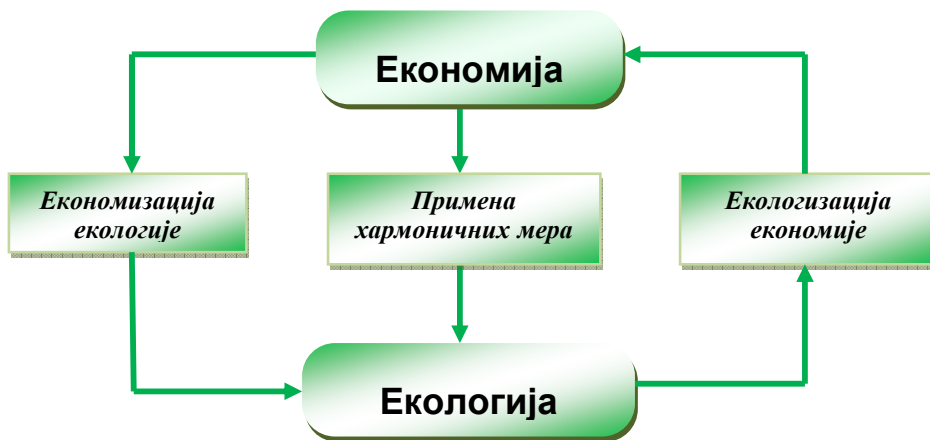 Економија
Економизација
екологије
Примена
хармоничних мера
Екологизација
економије
Екологија